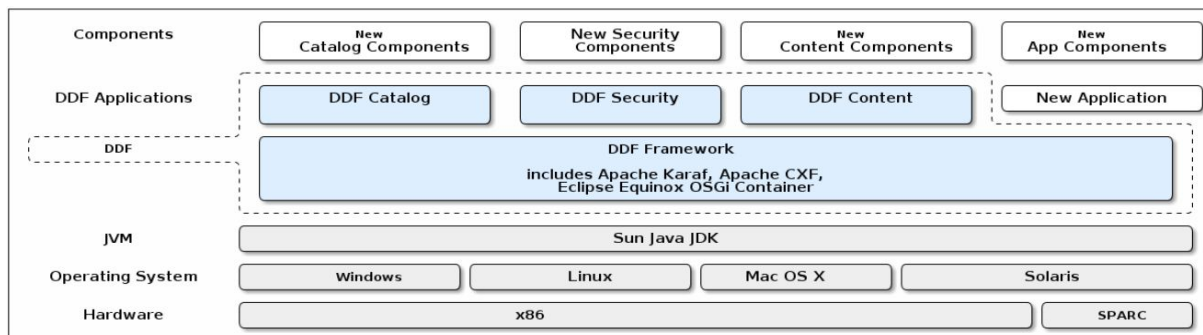 Components
New
Catalog Components
New Security
Components
New
Content Components
New
App Components
DDF Applications
DDF Catalog
DDF Security
DDF Content
New Application
DDF
DDF Framework
includes Apache Karaf, Apache CXF,
Eclipse Equinox OSGi Container
JVM
Sun Java JDK
Operating System
Windows
Linux
Mac OS X
Solaris
Hardware
x86
SPARC